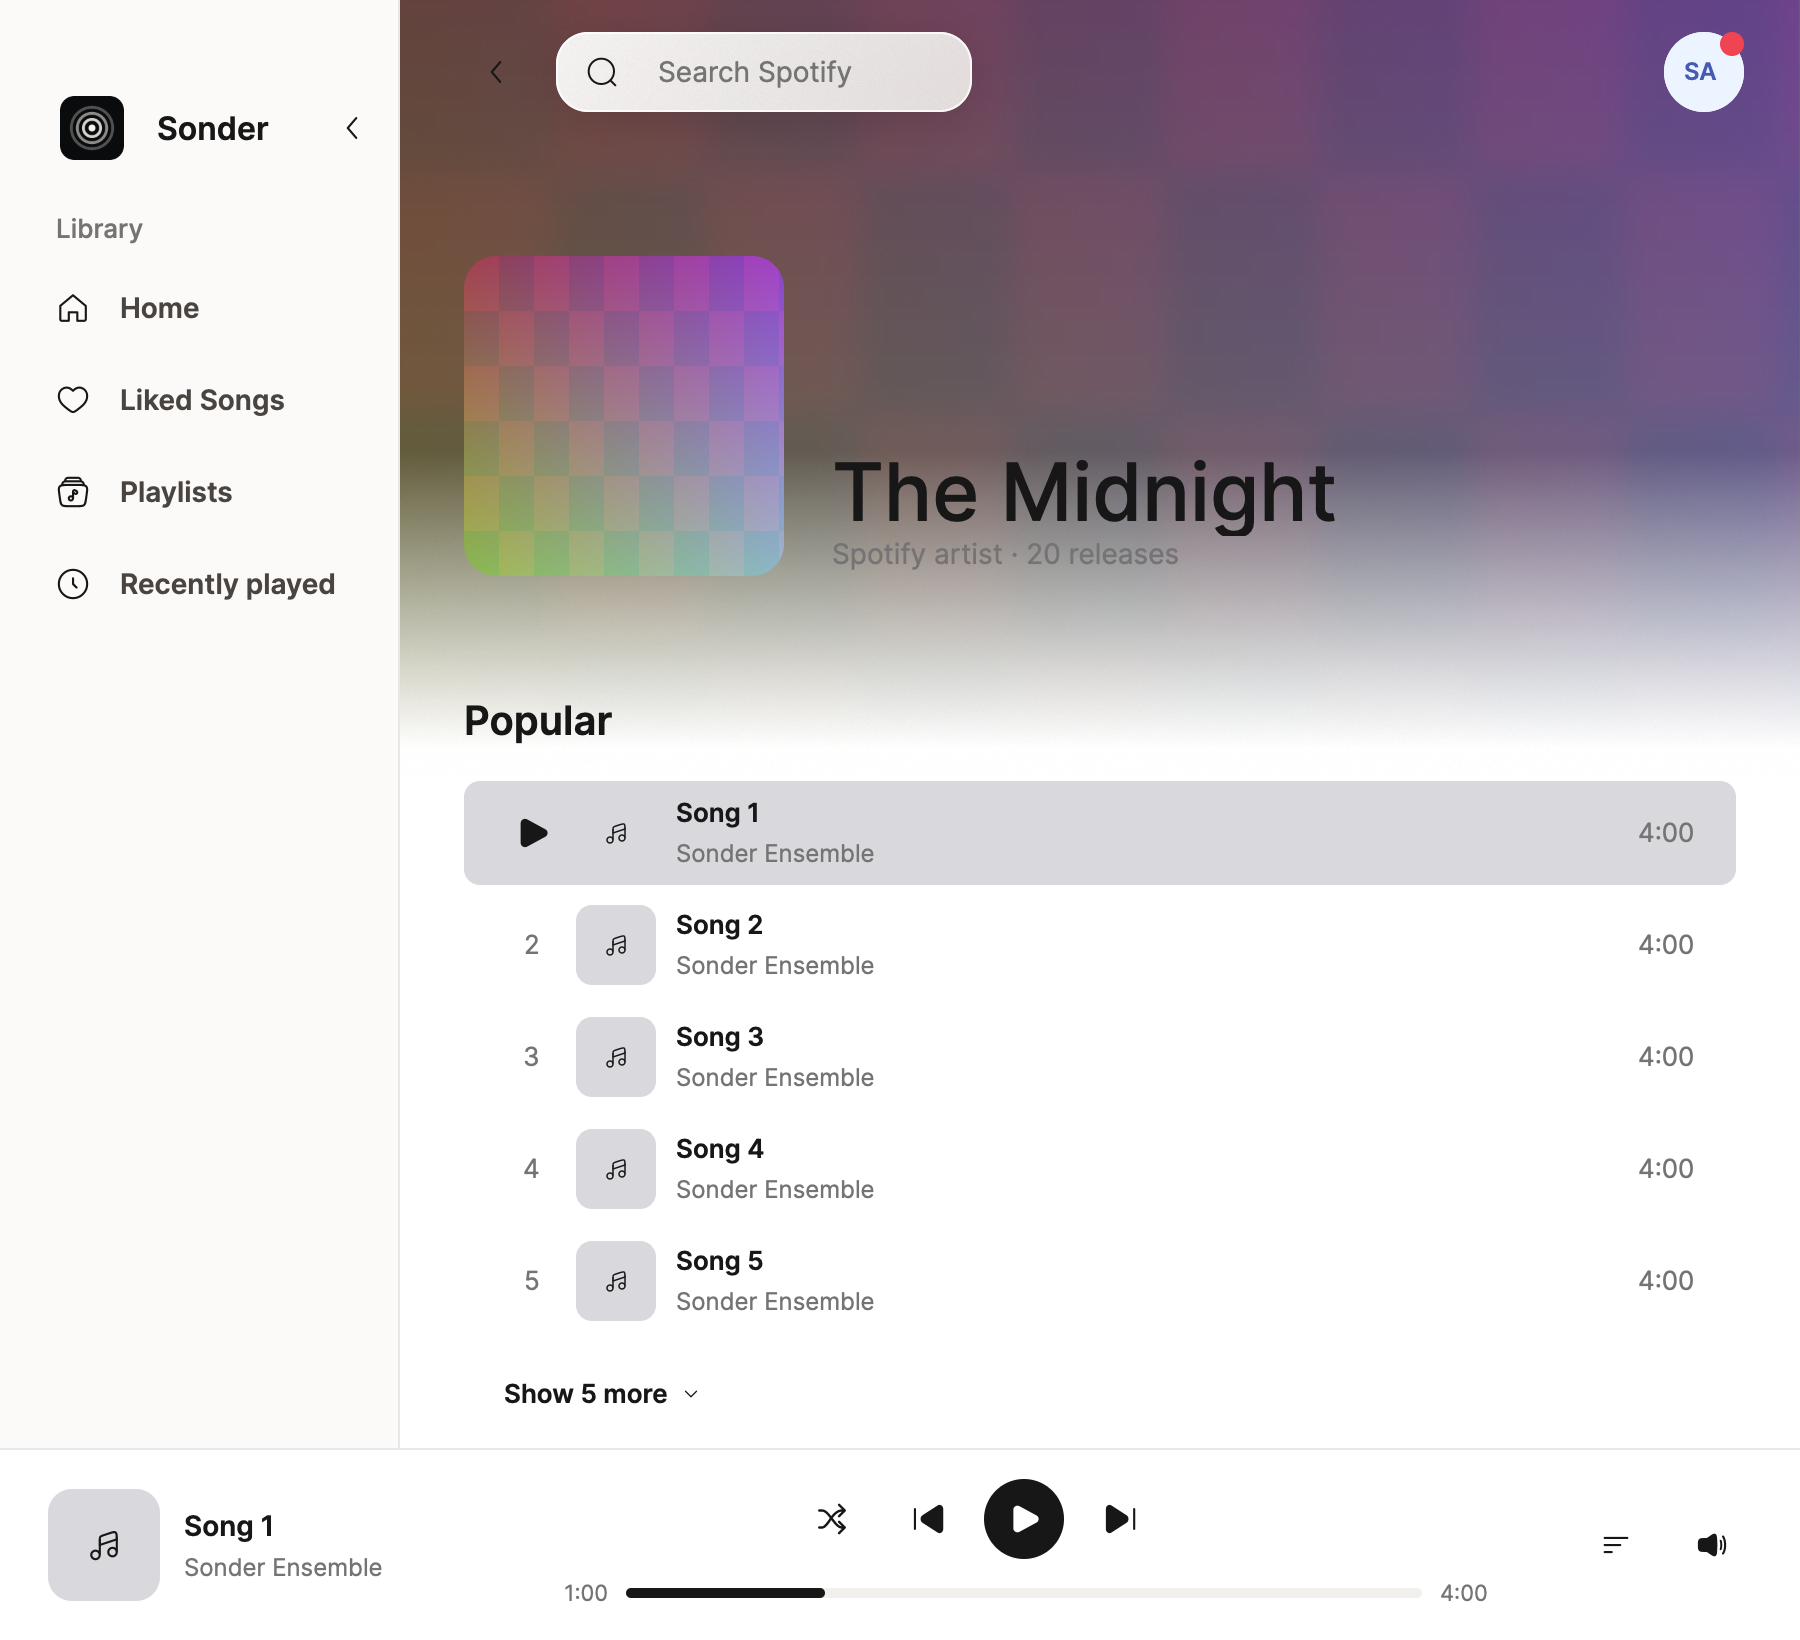 Sonder
Library
Home
Liked Songs
Playlists
Recently played
Search Spotify
SA
The Midnight
Spotify artist · 20 releases
Popular
Song 1
Sonder Ensemble
4:00
2
Song 2
Sonder Ensemble
4:00
3
Song 3
Sonder Ensemble
4:00
4
Song 4
Sonder Ensemble
4:00
5
Song 5
Sonder Ensemble
4:00
Show 5 more
Song 1
Sonder Ensemble
1:00
4:00